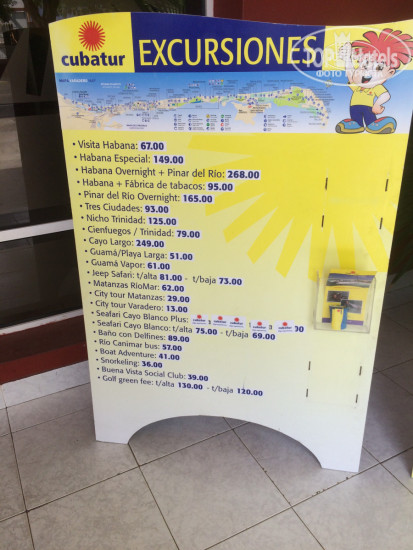 cubatur
EXCURSIONES
• Visita Habana: 67.00
• Habana Especial: 149.00
• Habana Overnight + Pinar del Río: 268.00
• Habana + Fábrica de tabacos: 95.00
• Pinar del Río Overnight: 165.00
• Tres Ciudades: 93.00
• Nicho Trinidad: 125.00
• Cienfuegos / Trinidad: 79.00
• Cayo Largo: 249.00
• Guamá/Playa Larga: 51.00
• Guamá Vapor: 61.00
• Jeep Safari: t/alta 81.00 - t/baja 73.00
• Matanzas RioMar: 62.00
• City tour Matanzas: 29.00
• City tour Varadero: 13.00
• Seafari Cayo Blanco Plus:
• Seafari Cayo Blanco: t/alta 75.00 - t/baja 69.00
• Baño con Delfines: 89.00
• Río Canimar bus: 57.00
• Boat Adventure: 41.00
• Snorkeling: 36.00
• Buena Vista Social Club: 39.00
• Golf green fee: t/alta 130.00 - t/baja 120.00
TopHotels
ФОТО